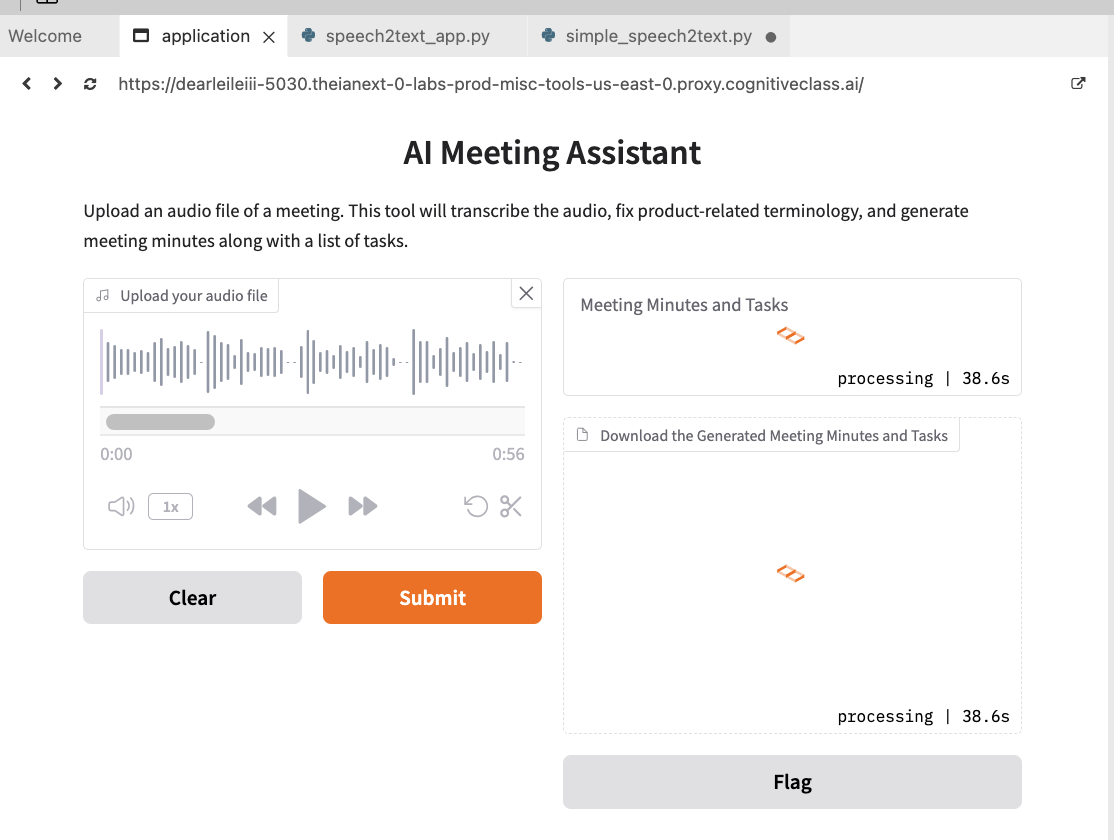 Welcome
application
speech2text_app.py
simple_speech2text.py
https://dearleileiii-5030.theianext-0-labs-prod-misc-tools-us-east-0.proxy.cognitiveclass.ai/
AI Meeting Assistant
Upload an audio file of a meeting. This tool will transcribe the audio, fix product-related terminology, and generate
meeting minutes along with a list of tasks.
Upload your audio file
0:00
0:56
1x
Clear
Submit
Meeting Minutes and Tasks
processing | 38.6s
Download the Generated Meeting Minutes and Tasks
processing | 38.6s
Flag